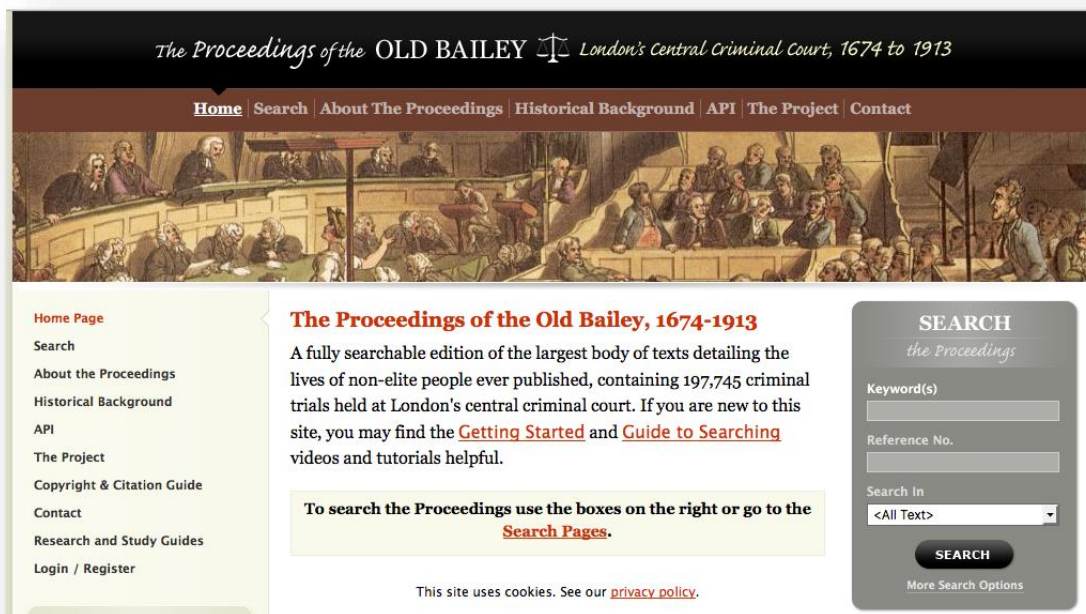 The Proceedings of the OLD BAILEY London's Central Criminal Court, 1674 to 1913
Home Search About The Proceedings Historical Background API The Project Contact
Home Page
Search
About the Proceedings
Historical Background
API
The Project
Copyright & Citation Guide
Contact
Research and Study Guides
Login / Register
The Proceedings of the Old Bailey, 1674-1913
A fully searchable edition of the largest body of texts detailing the
lives of non-elite people ever published, containing 197,745 criminal
trials held at London's central criminal court. If you are new to this
site, you may find the Getting Started and Guide to Searching
videos and tutorials helpful.
To search the Proceedings use the boxes on the right or go to the
Search Pages.
This site uses cookies. See our privacy policy.
SEARCH
the Proceedings
Keyword(s)
Reference No.
Search In
<All Text>
SEARCH
More Search Options